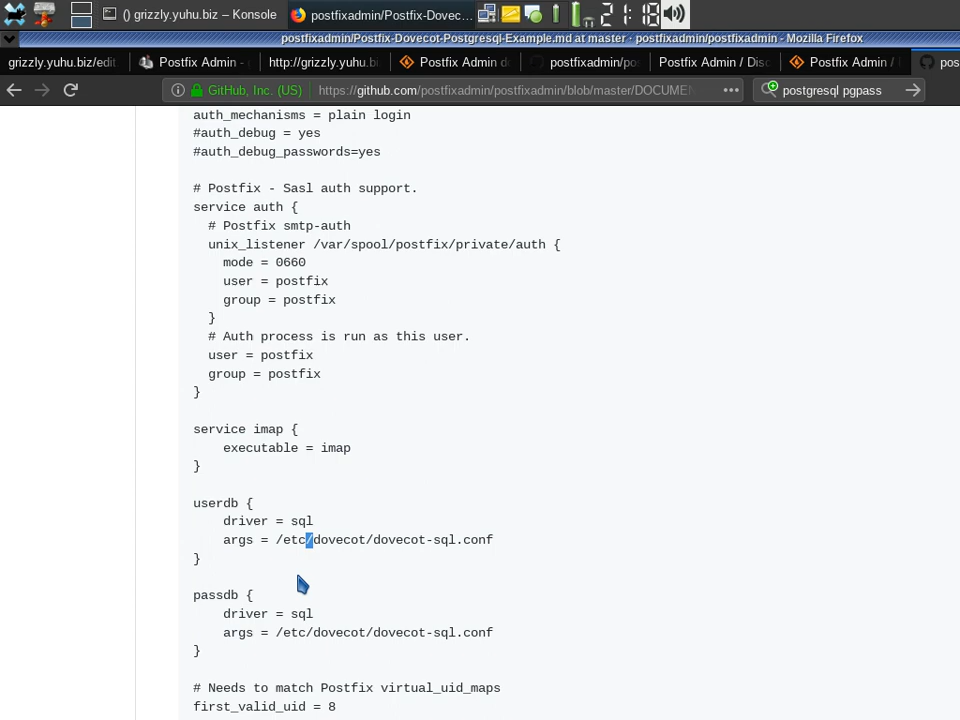 () grizzly.yuhu.biz – Konsole
postfixadmin/Postfix-Dovec...
21:18
postfixadmin/Postfix-Dovecot-Postgresql-Example.md at master · postfixadmin/postfixadmin - Mozilla Firefox
grizzly.yuhu.biz/edit
Postfix Admin -
http://grizzly.yuhu.bi
Postfix Admin do
postfixadmin/pos
Postfix Admin / Disc
Postfix Admin /
pos
GitHub, Inc. (US)
https://github.com/postfixadmin/postfixadmin/blob/master/DOCUMEN
postgresql pgpass
auth_mechanisms = plain login
#auth_debug = yes
#auth_debug_passwords=yes
# Postfix - Sasl auth support.
service auth {
# Postfix smtp-auth
unix_listener /var/spool/postfix/private/auth {
mode = 0660
user = postfix
group = postfix
}
# Auth process is run as this user.
user = postfix
group = postfix
}
service imap {
executable = imap
}
userdb {
driver = sql
args = /etc/dovecot/dovecot-sql.conf
}
passdb {
driver = sql
args = /etc/dovecot/dovecot-sql.conf
}
# Needs to match Postfix virtual_uid_maps
first_valid_uid = 8